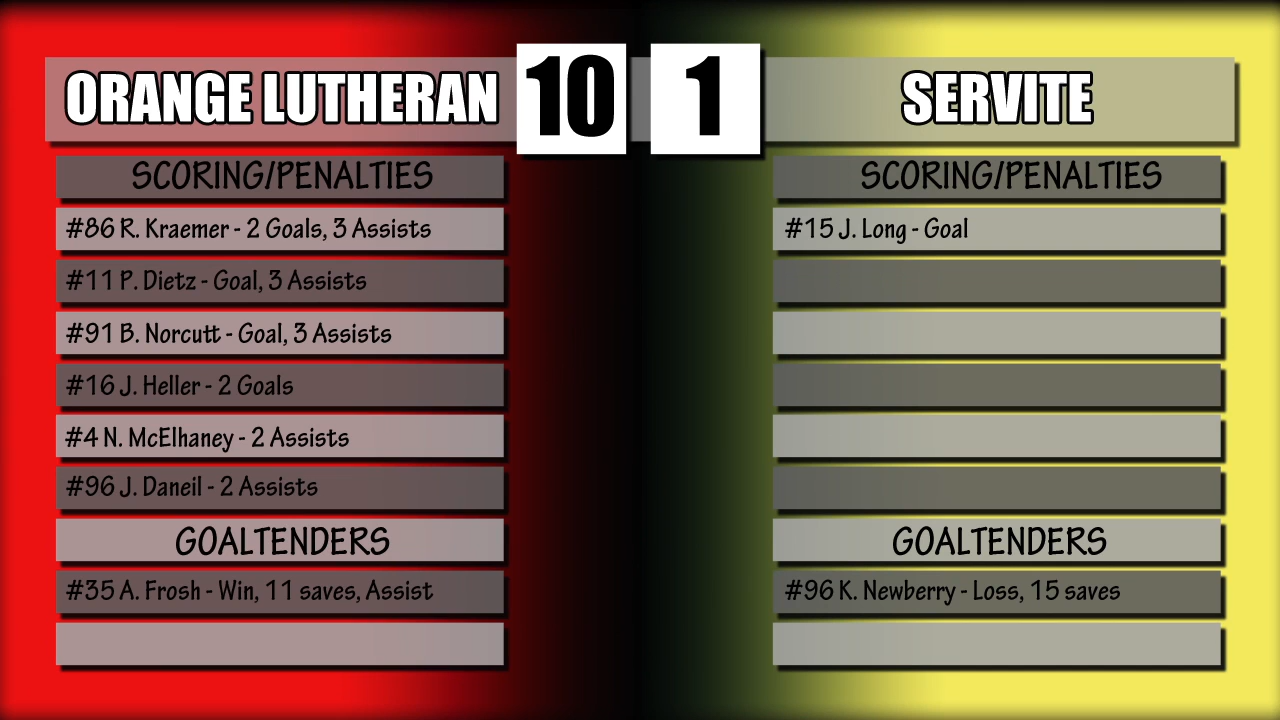 ORANGE LUTHERAN 10 1 SERVITE
SCORING/PENALTIES
#86 R. Kraemer - 2 Goals, 3 Assists
#11 P. Dietz - Goal, 3 Assists
#91 B. Norcutt - Goal, 3 Assists
#16 J. Heller - 2 Goals
#4 N. McElhaney - 2 Assists
#96 J. Daneil - 2 Assists
GOALTENDERS
#35 A. Frosh - Win, 11 saves, Assist
SCORING/PENALTIES
#15 J. Long - Goal
GOALTENDERS
#96 K. Newberry - Loss, 15 saves